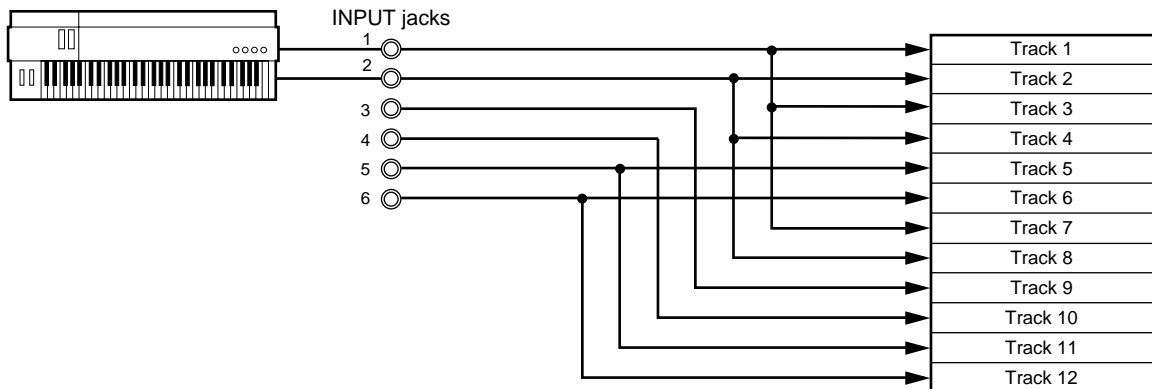 INPUT jacks
1
2
3
4
5
6
Track 1
Track 2
Track 3
Track 4
Track 5
Track 6
Track 7
Track 8
Track 9
Track 10
Track 11
Track 12